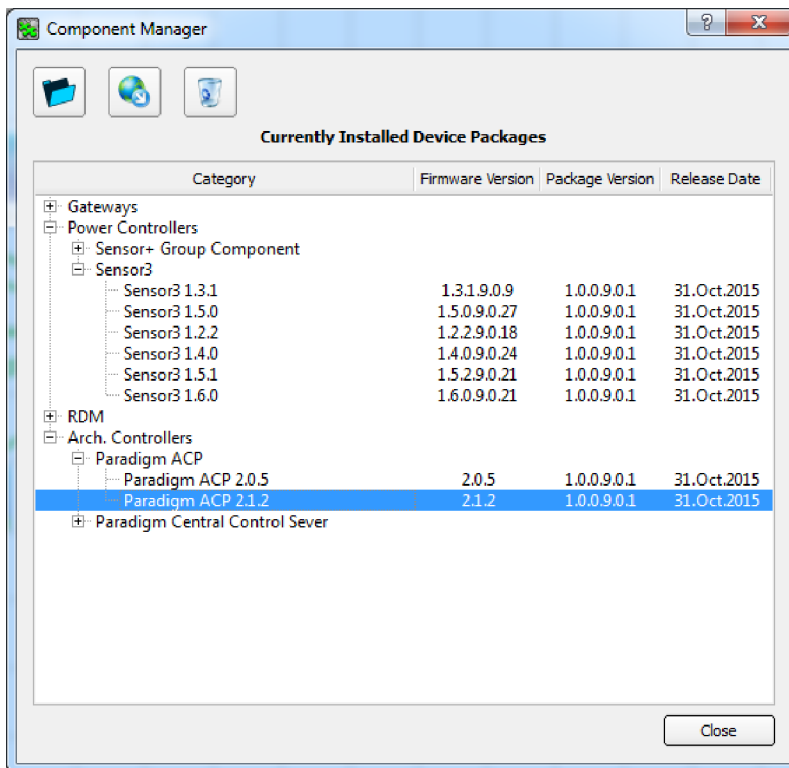 Component Manager
Currently Installed Device Packages
Category Firmware Version Package Version Release Date
Gateways
Power Controllers
Sensor+ Group Component
Sensor3
Sensor3 1.3.1 1.3.1.9.0.9 1.0.0.9.0.1 31.Oct.2015
Sensor3 1.5.0 1.5.0.9.0.27 1.0.0.9.0.1 31.Oct.2015
Sensor3 1.2.2 1.2.2.9.0.18 1.0.0.9.0.1 31.Oct.2015
Sensor3 1.4.0 1.4.0.9.0.24 1.0.0.9.0.1 31.Oct.2015
Sensor3 1.5.1 1.5.2.9.0.21 1.0.0.9.0.1 31.Oct.2015
Sensor3 1.6.0 1.6.0.9.0.21 1.0.0.9.0.1 31.Oct.2015
RDM
Arch. Controllers
Paradigm ACP
Paradigm ACP 2.0.5 2.0.5 1.0.0.9.0.1 31.Oct.2015
Paradigm ACP 2.1.2 2.1.2 1.0.0.9.0.1 31.Oct.2015
Paradigm Central Control Sever
Close